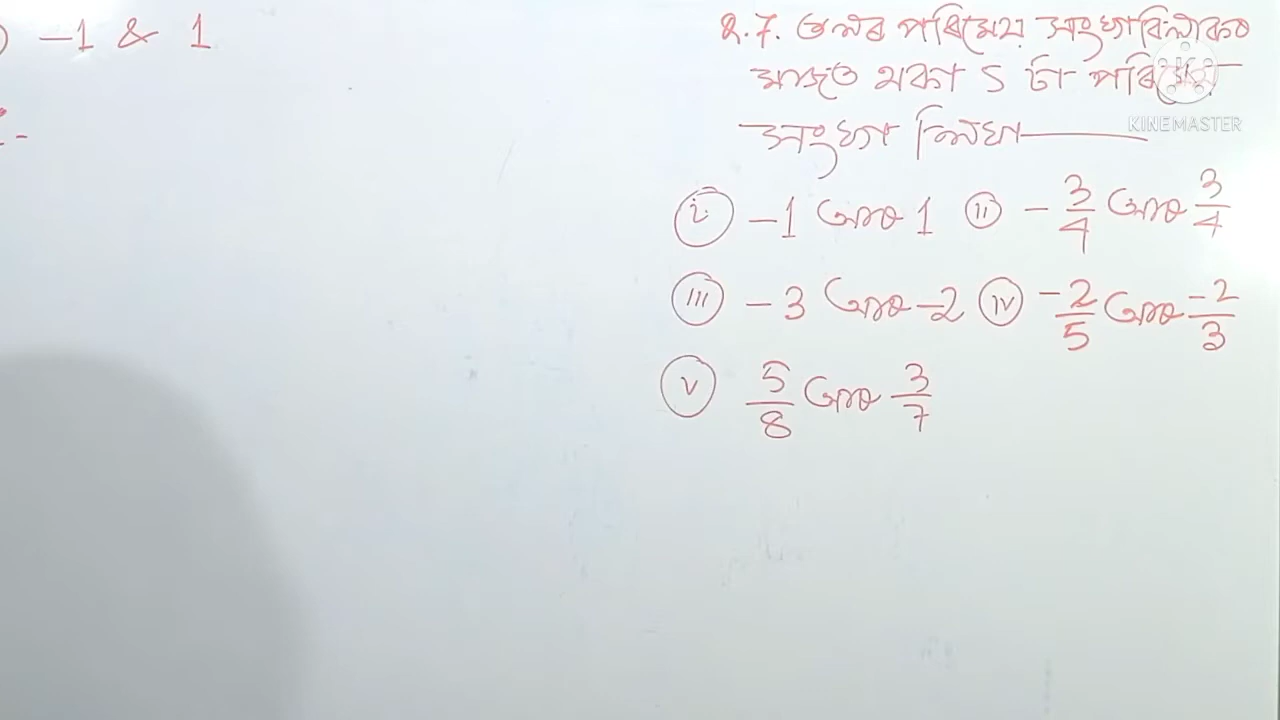 -1 & 1
Q.7. তলৰ পৰিমেয় সংখ্যাবিলাকৰ
মাজত থকা 5 টা পৰিমেয়
KINEMASTER
সংখ্যা লিখা
i -1 আৰু 1 ii -3/4 আৰু 3/4
iii -3 আৰু -2 iv -2/5 আৰু -2/3
v 5/8 আৰু 3/7